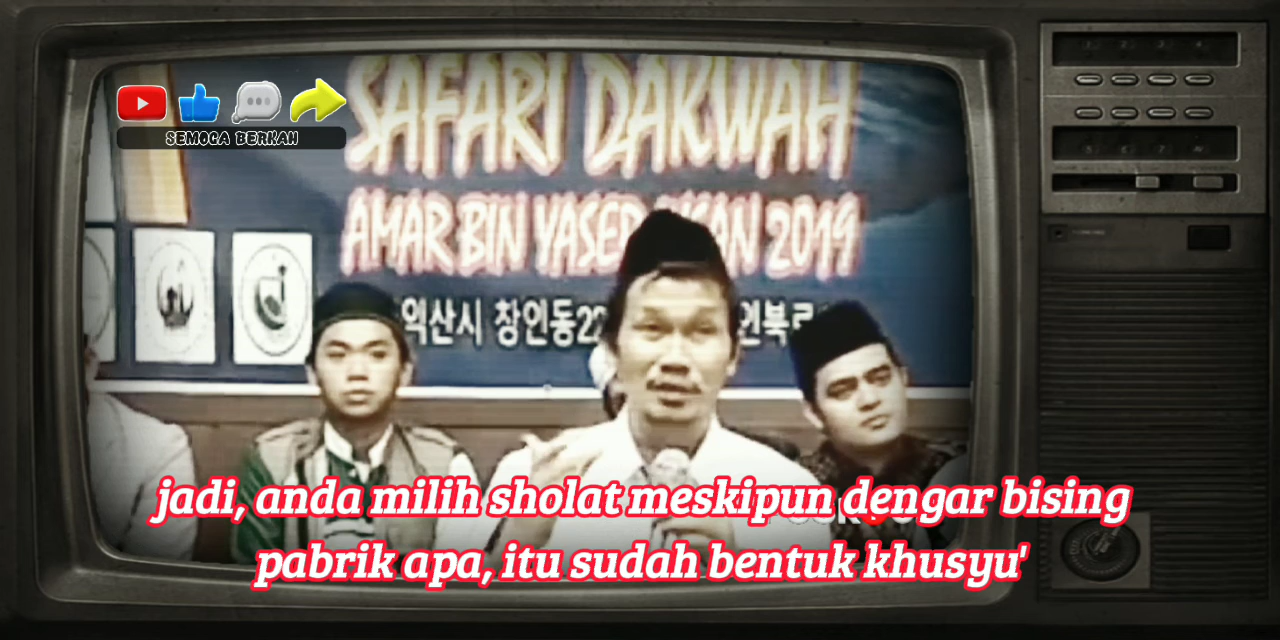 SEMOGA BERKAH
SAFARI DAKWAH
AMAR BIN YASER 2019
익산시 창인동
jadi, anda milih sholat meskipun dengar bising
pabrik apa, itu sudah bentuk khusyu'